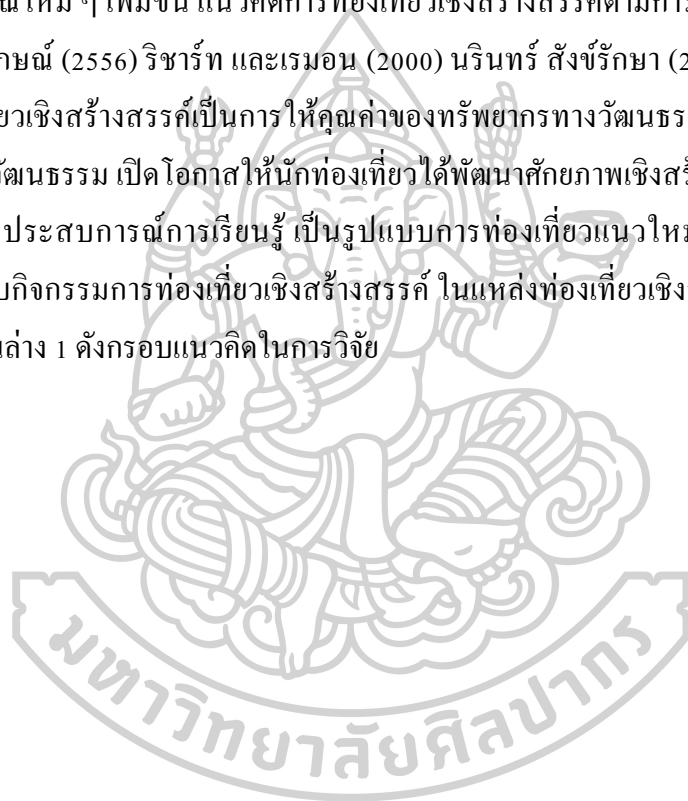 ใหม่ ๆ เพิ่มขึ้น แนวคิดการท่องเที่ยวเชิงสร้างสรรค์ตามการ
(2556) ริชาร์ท และเรมอน (2000) นรินทร์ สังข์รักษา
เชิงสร้างสรรค์เป็นการให้คุณค่าของทรัพยากรทางวัฒนธร
เปิดโอกาสให้นักท่องเที่ยวได้พัฒนาศักยภาพเชิงสร้
ประสบการณ์การเรียนรู้ เป็นรูปแบบการท่องเที่ยวแนวใหม
บกิจกรรมการท่องเที่ยวเชิงสร้างสรรค์ ในแหล่งท่องเที่ยวเชิง
ล่าง 1 ดังกรอบแนวคิดในการวิจัย
มหาวิทยาลัยศิลปากร